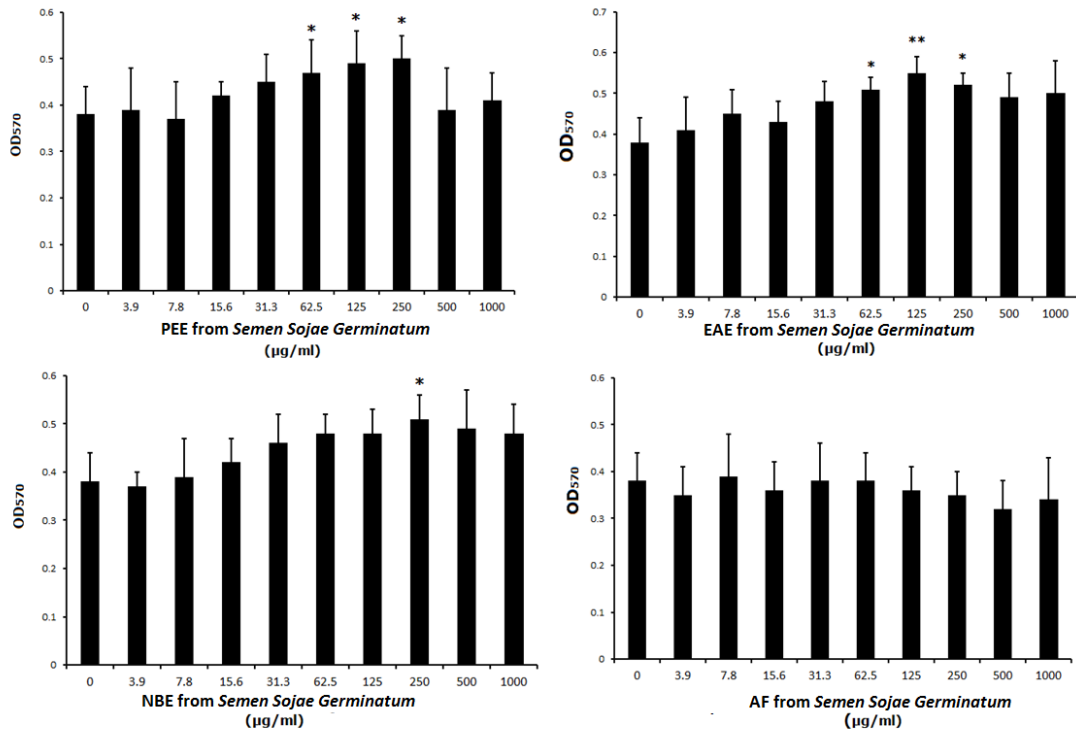 0.6
0.5
0.4
0.3
0.2
0.1
0
OD570
* * *
0 3.9 7.8 15.6 31.3 62.5 125 250 500 1000
PEE from Semen Sojae Germinatum
(µg/ml)
0.7
0.6
0.5
0.4
0.3
0.2
0.1
0
OD570
* ** *
0 3.9 7.8 15.6 31.3 62.5 125 250 500 1000
EAE from Semen Sojae Germinatum
(µg/ml)
0.6
0.5
0.4
0.3
0.2
0.1
0
OD570
*
0 3.9 7.8 15.6 31.3 62.5 125 250 500 1000
NBE from Semen Sojae Germinatum
(µg/ml)
0.6
0.5
0.4
0.3
0.2
0.1
0
OD570
0 3.9 7.8 15.6 31.3 62.5 125 250 500 1000
AF from Semen Sojae Germinatum
(µg/ml)